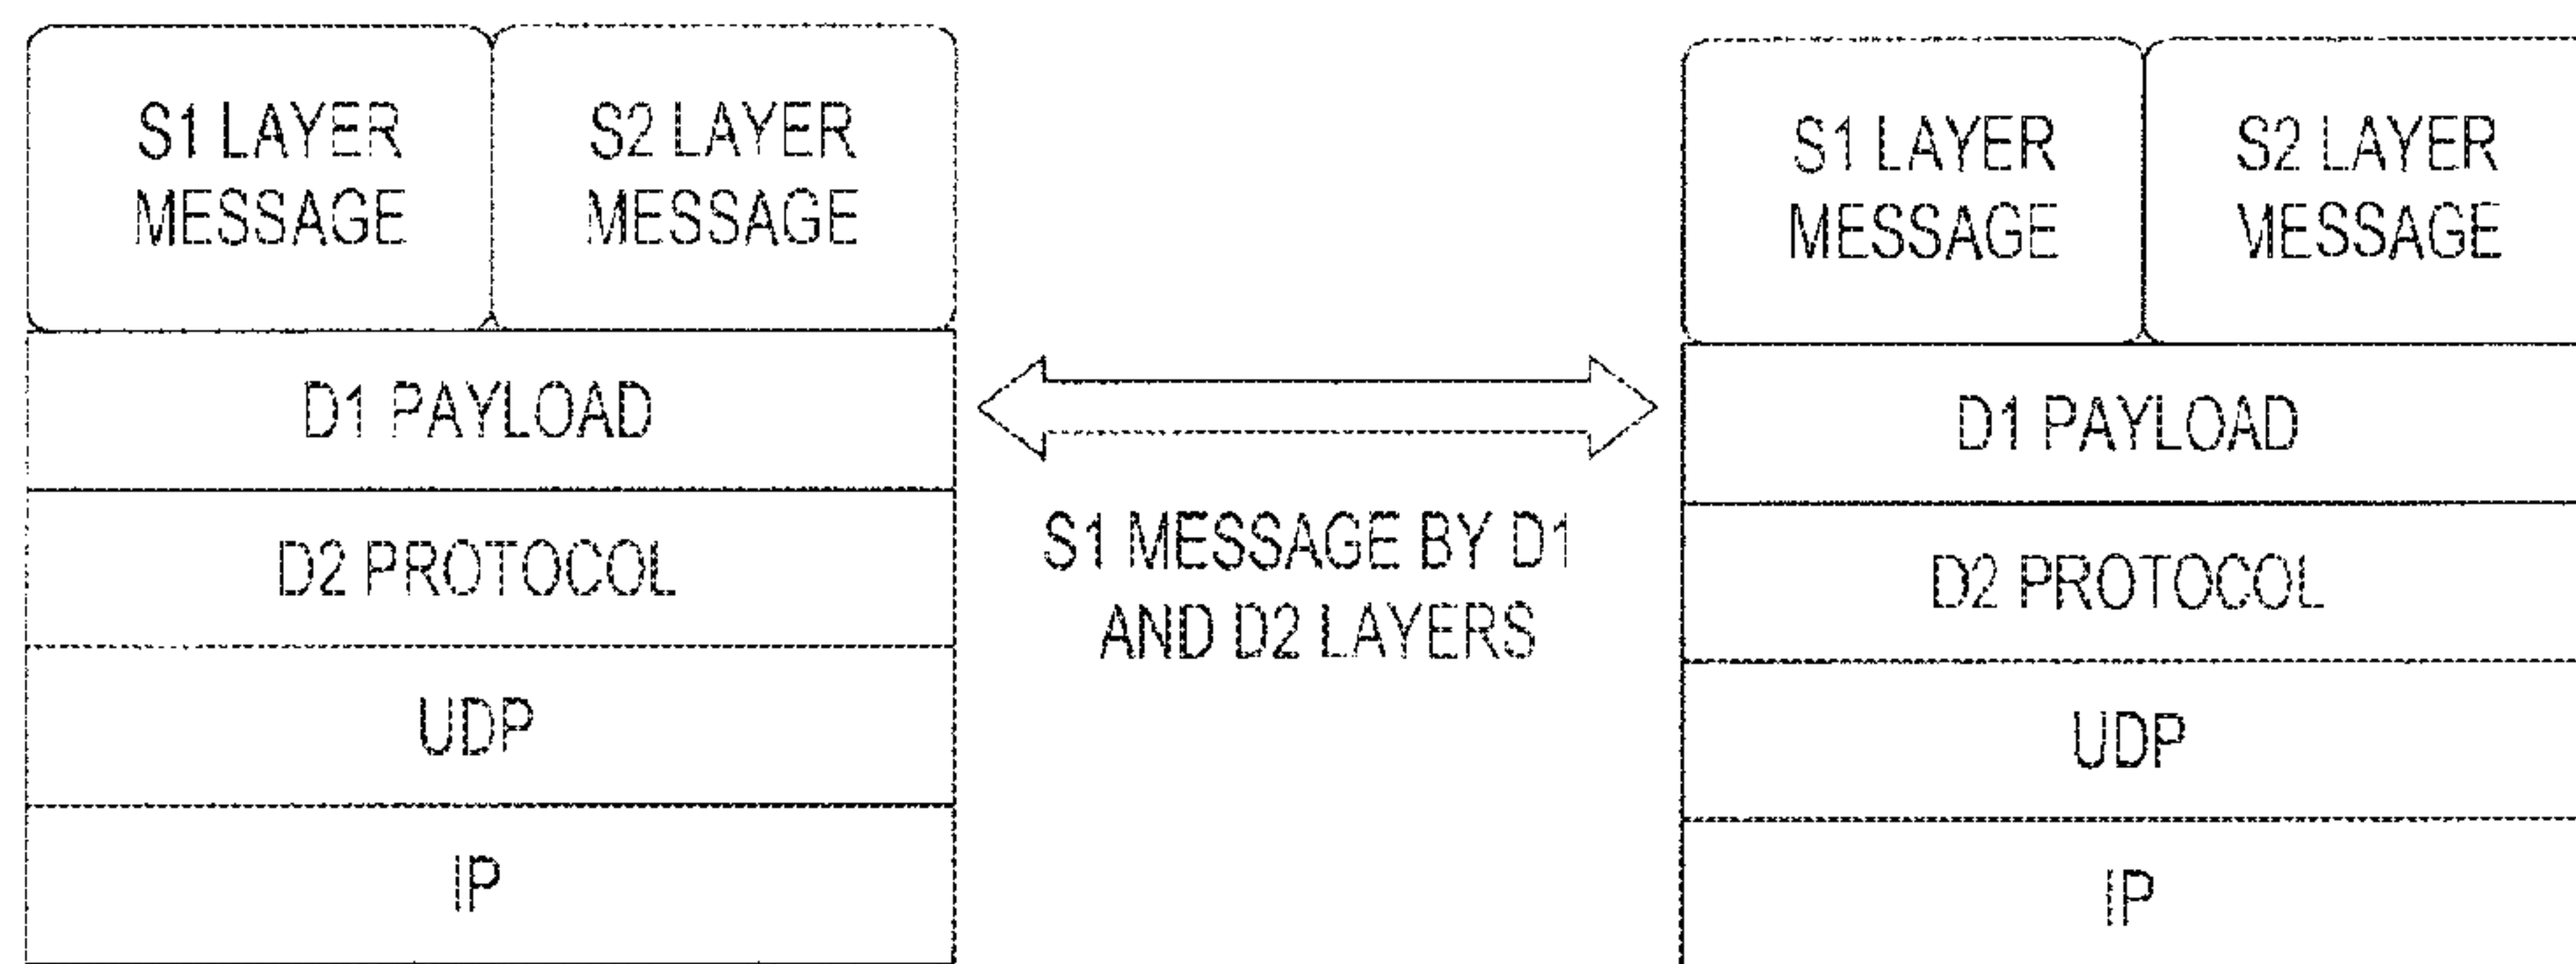 S1 LAYER
MESSAGE
S2 LAYER
MESSAGE
D1 PAYLOAD
D2 PROTOCOL
UDP
IP
S1 MESSAGE BY D1
AND D2 LAYERS
S1 LAYER
MESSAGE
S2 LAYER
MESSAGE
D1 PAYLOAD
D2 PROTOCOL
UDP
IP